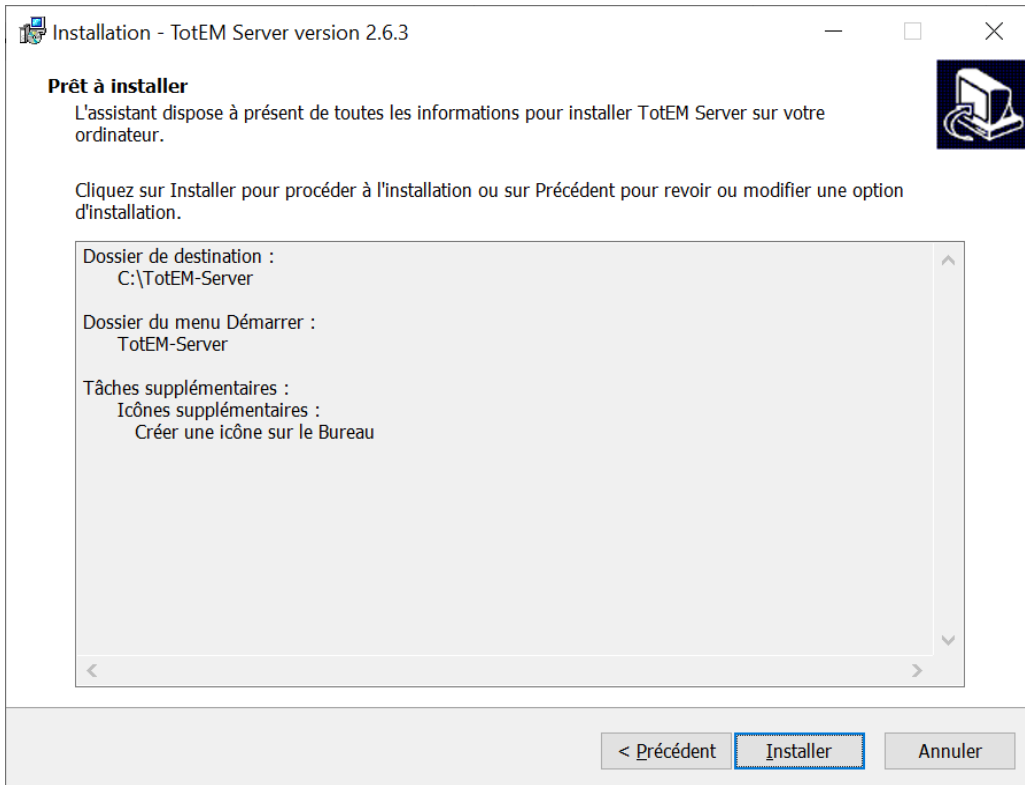 Installation - TotEM Server version 2.6.3
Prêt à installer
L'assistant dispose à présent de toutes les informations pour installer TotEM Server sur votre
ordinateur.
Cliquez sur Installer pour procéder à l'installation ou sur Précédent pour revoir ou modifier une option
d'installation.
Dossier de destination :
C:\TotEM-Server
Dossier du menu Démarrer :
TotEM-Server
Tâches supplémentaires :
Icônes supplémentaires :
Créer une icône sur le Bureau
< Précédent Installer Annuler